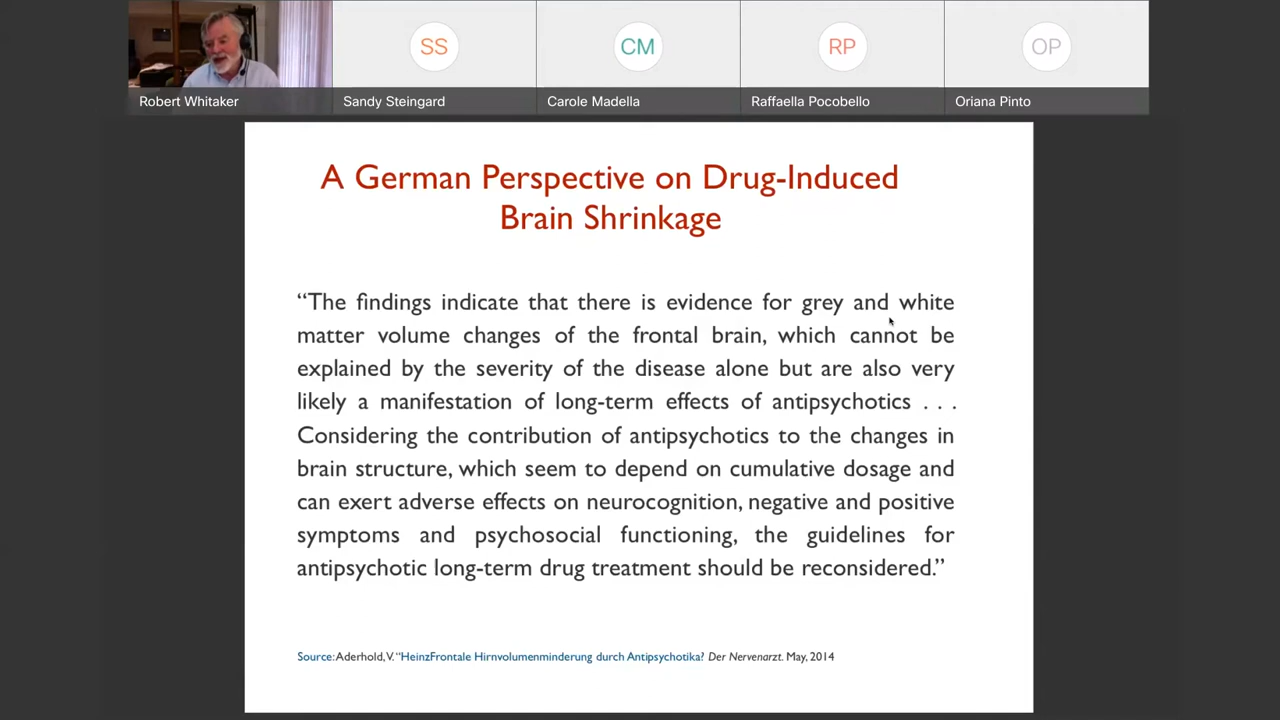 SS
CM
RP
OP
Robert Whitaker
Sandy Steingard
Carole Madella
Raffaella Pocobello
Oriana Pinto
A German Perspective on Drug-Induced
Brain Shrinkage
“The findings indicate that there is evidence for grey and white
matter volume changes of the frontal brain, which cannot be
explained by the severity of the disease alone but are also very
likely a manifestation of long-term effects of antipsychotics . . .
Considering the contribution of antipsychotics to the changes in
brain structure, which seem to depend on cumulative dosage and
can exert adverse effects on neurocognition, negative and positive
symptoms and psychosocial functioning, the guidelines for
antipsychotic long-term drug treatment should be reconsidered.”
Source: Aderhold, V. “HeinzFrontale Hirnvolumenminderung durch Antipsychotika? Der Nervenarzt. May, 2014